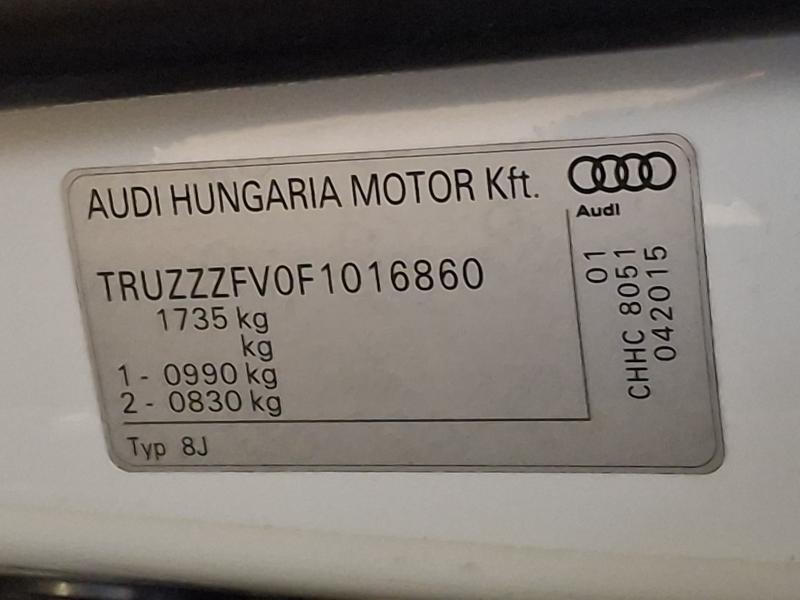 AUDI HUNGARIA MOTOR Kft.
Audi
TRUZZZFV0F1016860
1735 kg
kg
1 - 0990 kg
2 - 0830 kg
Typ 8J
01
CHHC 8051
042015